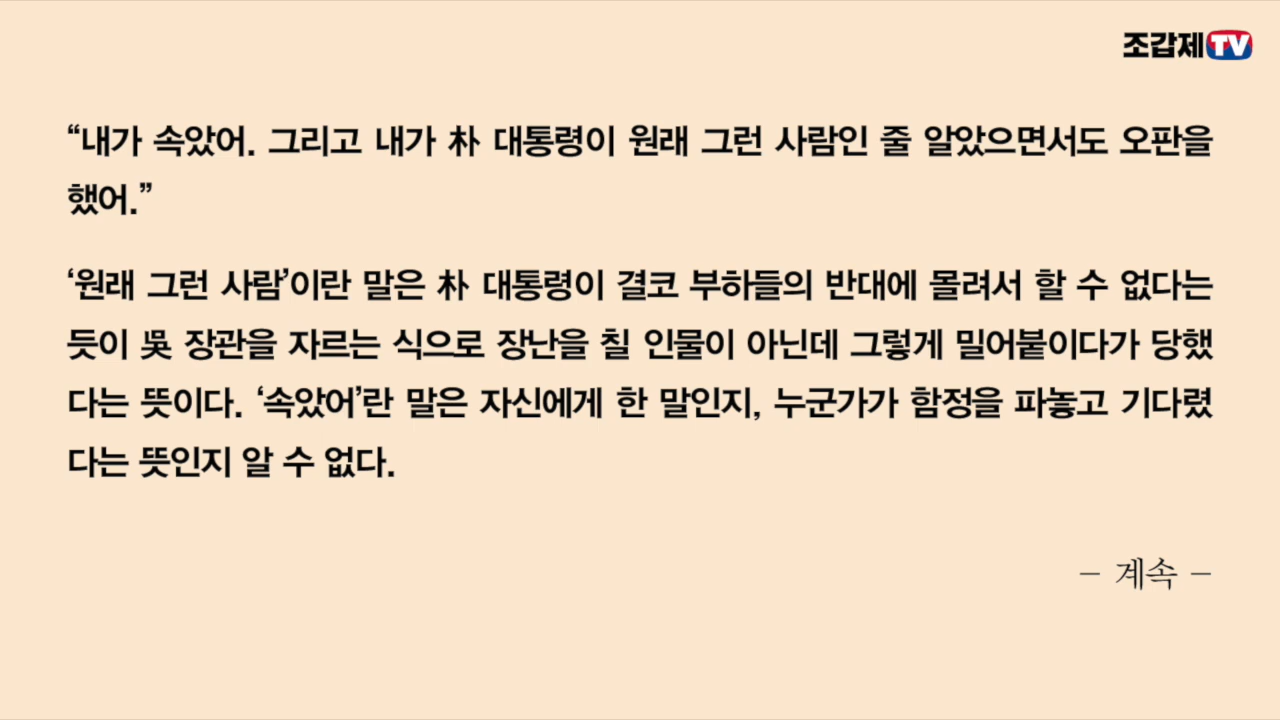 조갑제TV
“내가 속았어. 그리고 내가 朴 대통령이 원래 그런 사람인 줄 알았으면서도 오판을
했어.”
‘원래 그런 사람’이란 말은 朴 대통령이 결코 부하들의 반대에 몰려서 할 수 없다는
듯이 吳 장관을 자르는 식으로 장난을 칠 인물이 아닌데 그렇게 밀어붙이다가 당했
다는 뜻이다. ‘속았어’란 말은 자신에게 한 말인지, 누군가가 함정을 파놓고 기다렸
다는 뜻인지 알 수 없다.
– 계속 –